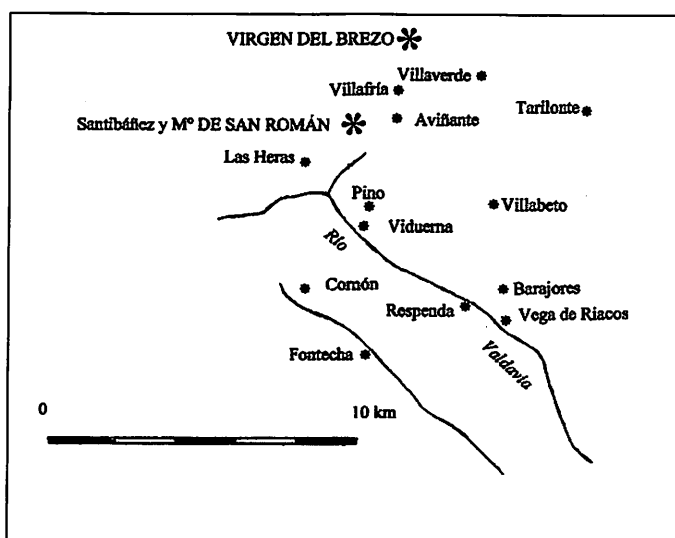 VIRGEN DEL BREZO
Villaverde
Villafría
Tarilonte
Santibáñez y Mº DE SAN ROMÁN
Aviñante
Las Heras
Pino
Villabeto
Viduerna
Río
Cornón
Barajores
Respenda
Vega de Riacos
Fontecha
Valdavia
0
10 km